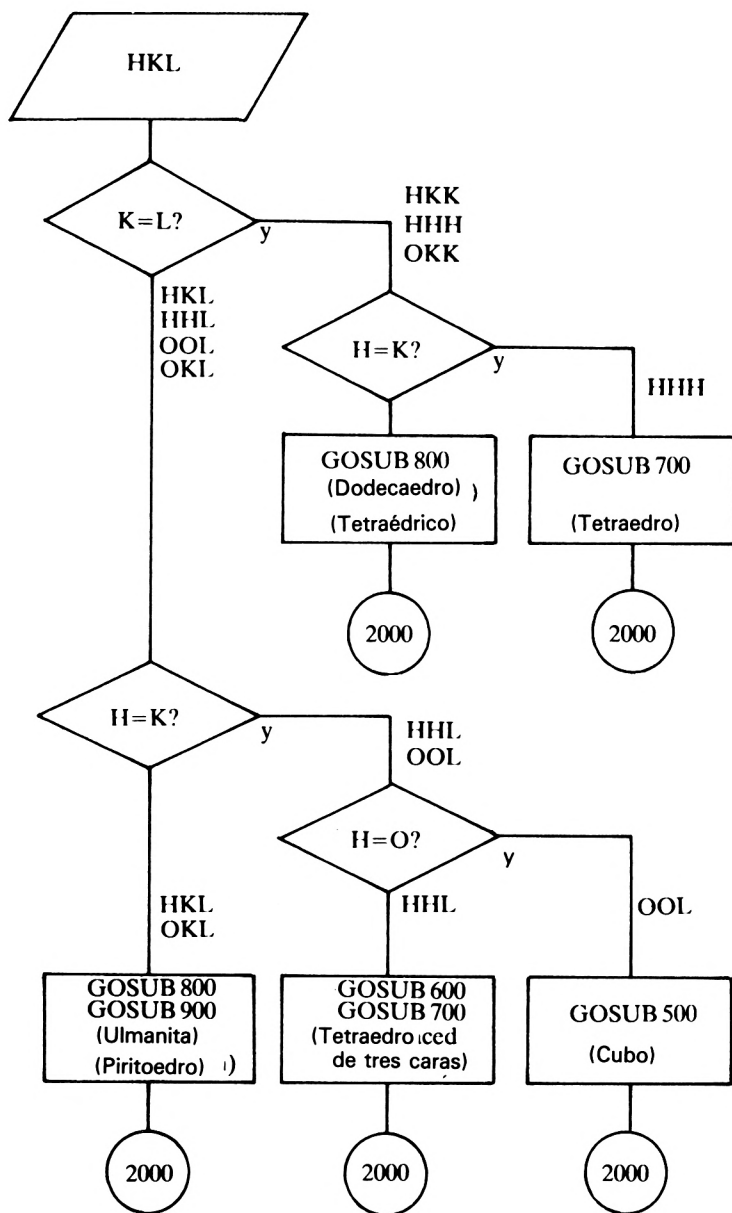 HKL
K=L?
y
HKK
HHH
OKK
HKL
HHL
OOL
OKL
H=K?
y
HHH
GOSUB 800
(Dodecaedro) )
(Tetraédrico)
GOSUB 700
(Tetraedro)
2000
2000
H=K?
y
HHL
OOL
H=O?
y
HKL
OKL
HHL
OOL
GOSUB 800
GOSUB 900
(Ulmanita)
(Piritoedro) )
GOSUB 600
GOSUB 700
(Tetraedro ced
de tres caras)
GOSUB 500
(Cubo)
2000
2000
2000